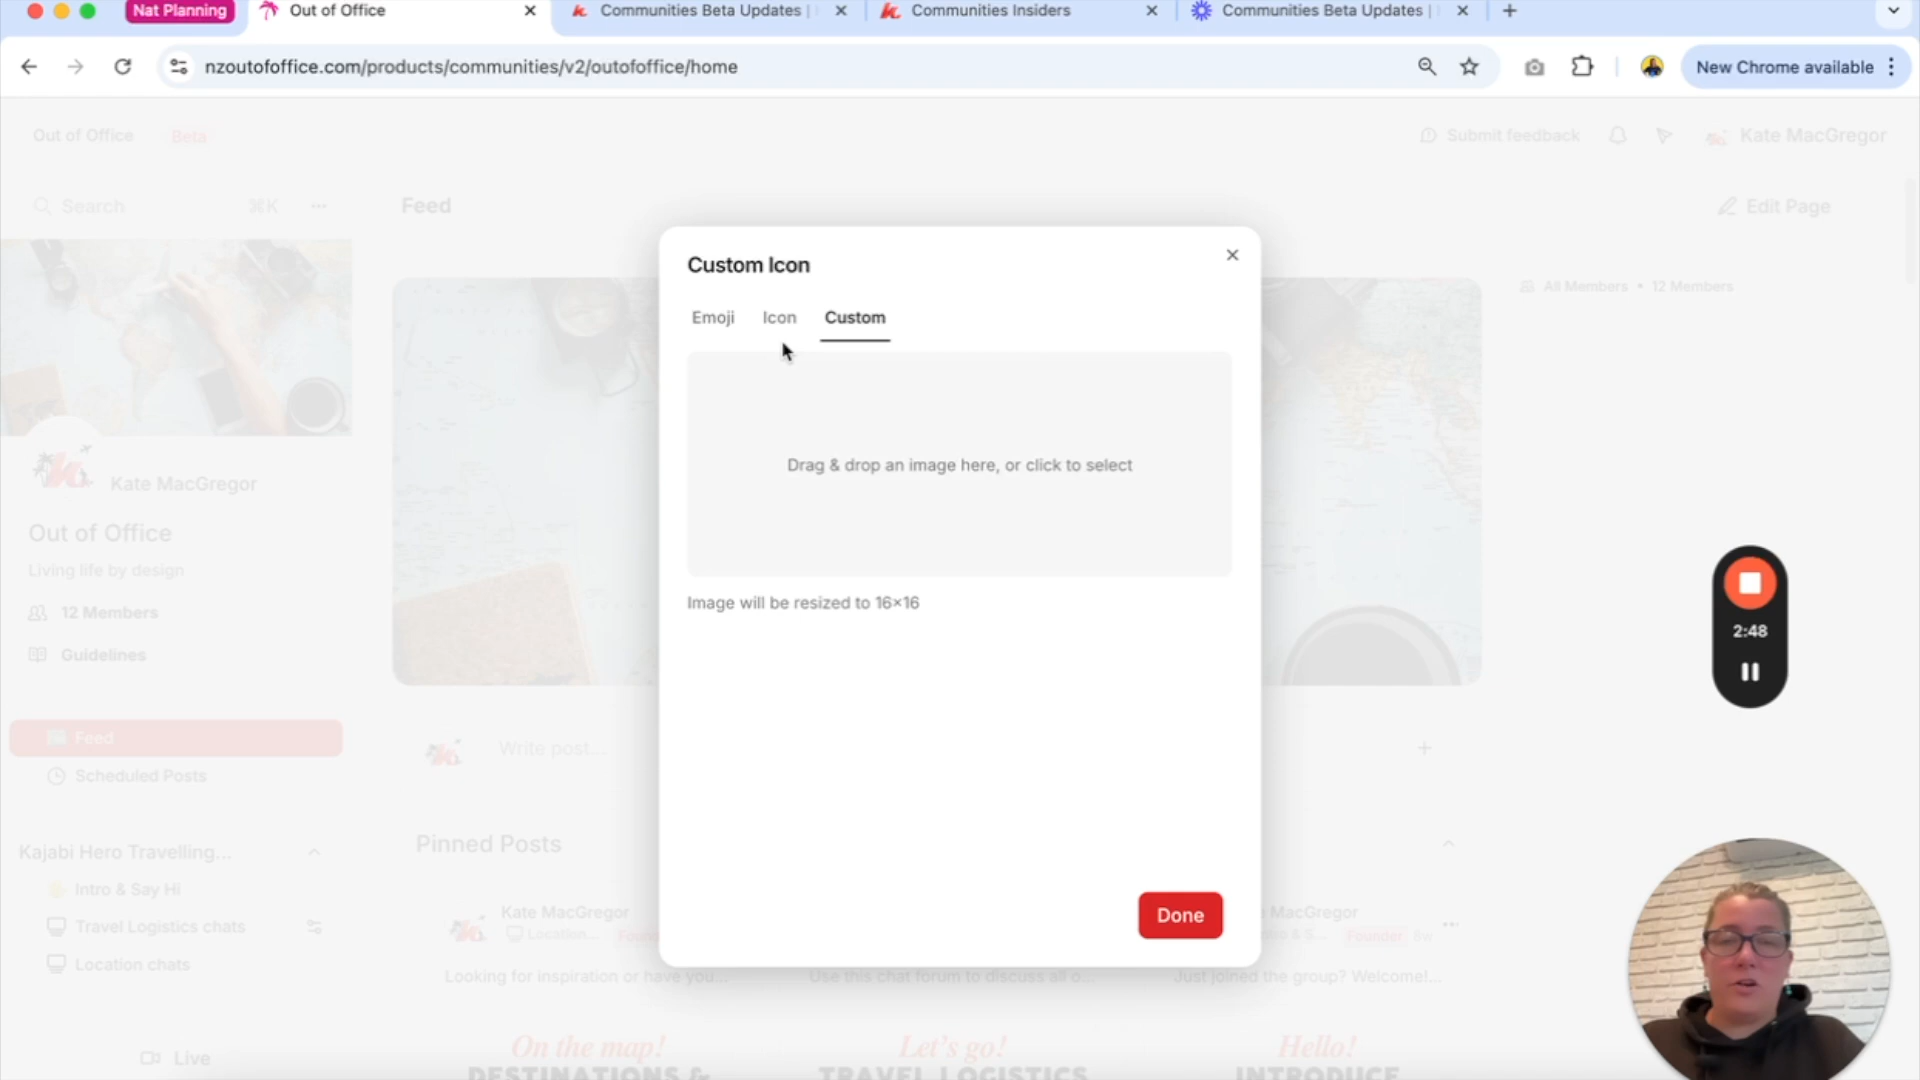 Nat Planning
Out of Office
Communities Beta Updates |
Communities Insiders
Communities Beta Updates |
nzoutofoffice.com/products/communities/v2/outofoffice/home
New Chrome available
Out of Office
Beta
Submit feedback
Kate MacGregor
Search
⌘K
Feed
Edit Page
Custom Icon
All Members • 12 Members
Emoji
Icon
Custom
Drag & drop an image here, or click to select
Kate MacGregor
Out of Office
Living life by design
Image will be resized to 16×16
12 Members
2:48
Guidelines
Feed
Write post...
Scheduled Posts
Pinned Posts
Kajabi Hero Travelling...
Intro & Say Hi
Kate MacGregor
Done
MacGregor
Travel Logistics chats
Location...
Founder
Location chats
Looking for inspiration or have you...
Use this chat forum to discuss all o...
Just joined the group? Welcome!...
On the map!
Let's go!
Hello!
Live
DESTINATIONS &
TRAVEL LOGISTICS
INTRODUCE